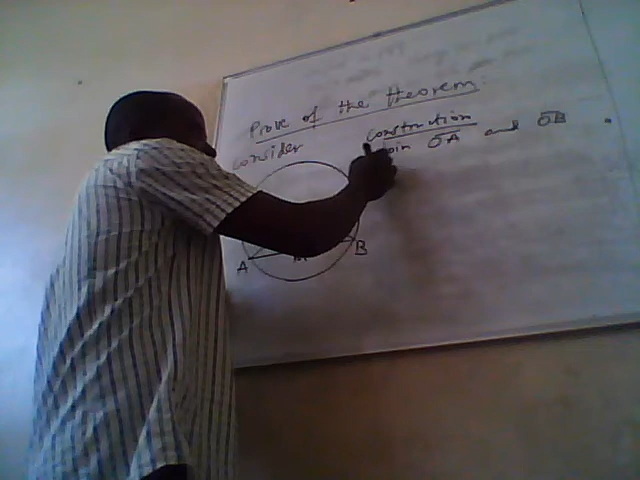 Prove of the theorem:
consider
construction
join OA and OB
A M B